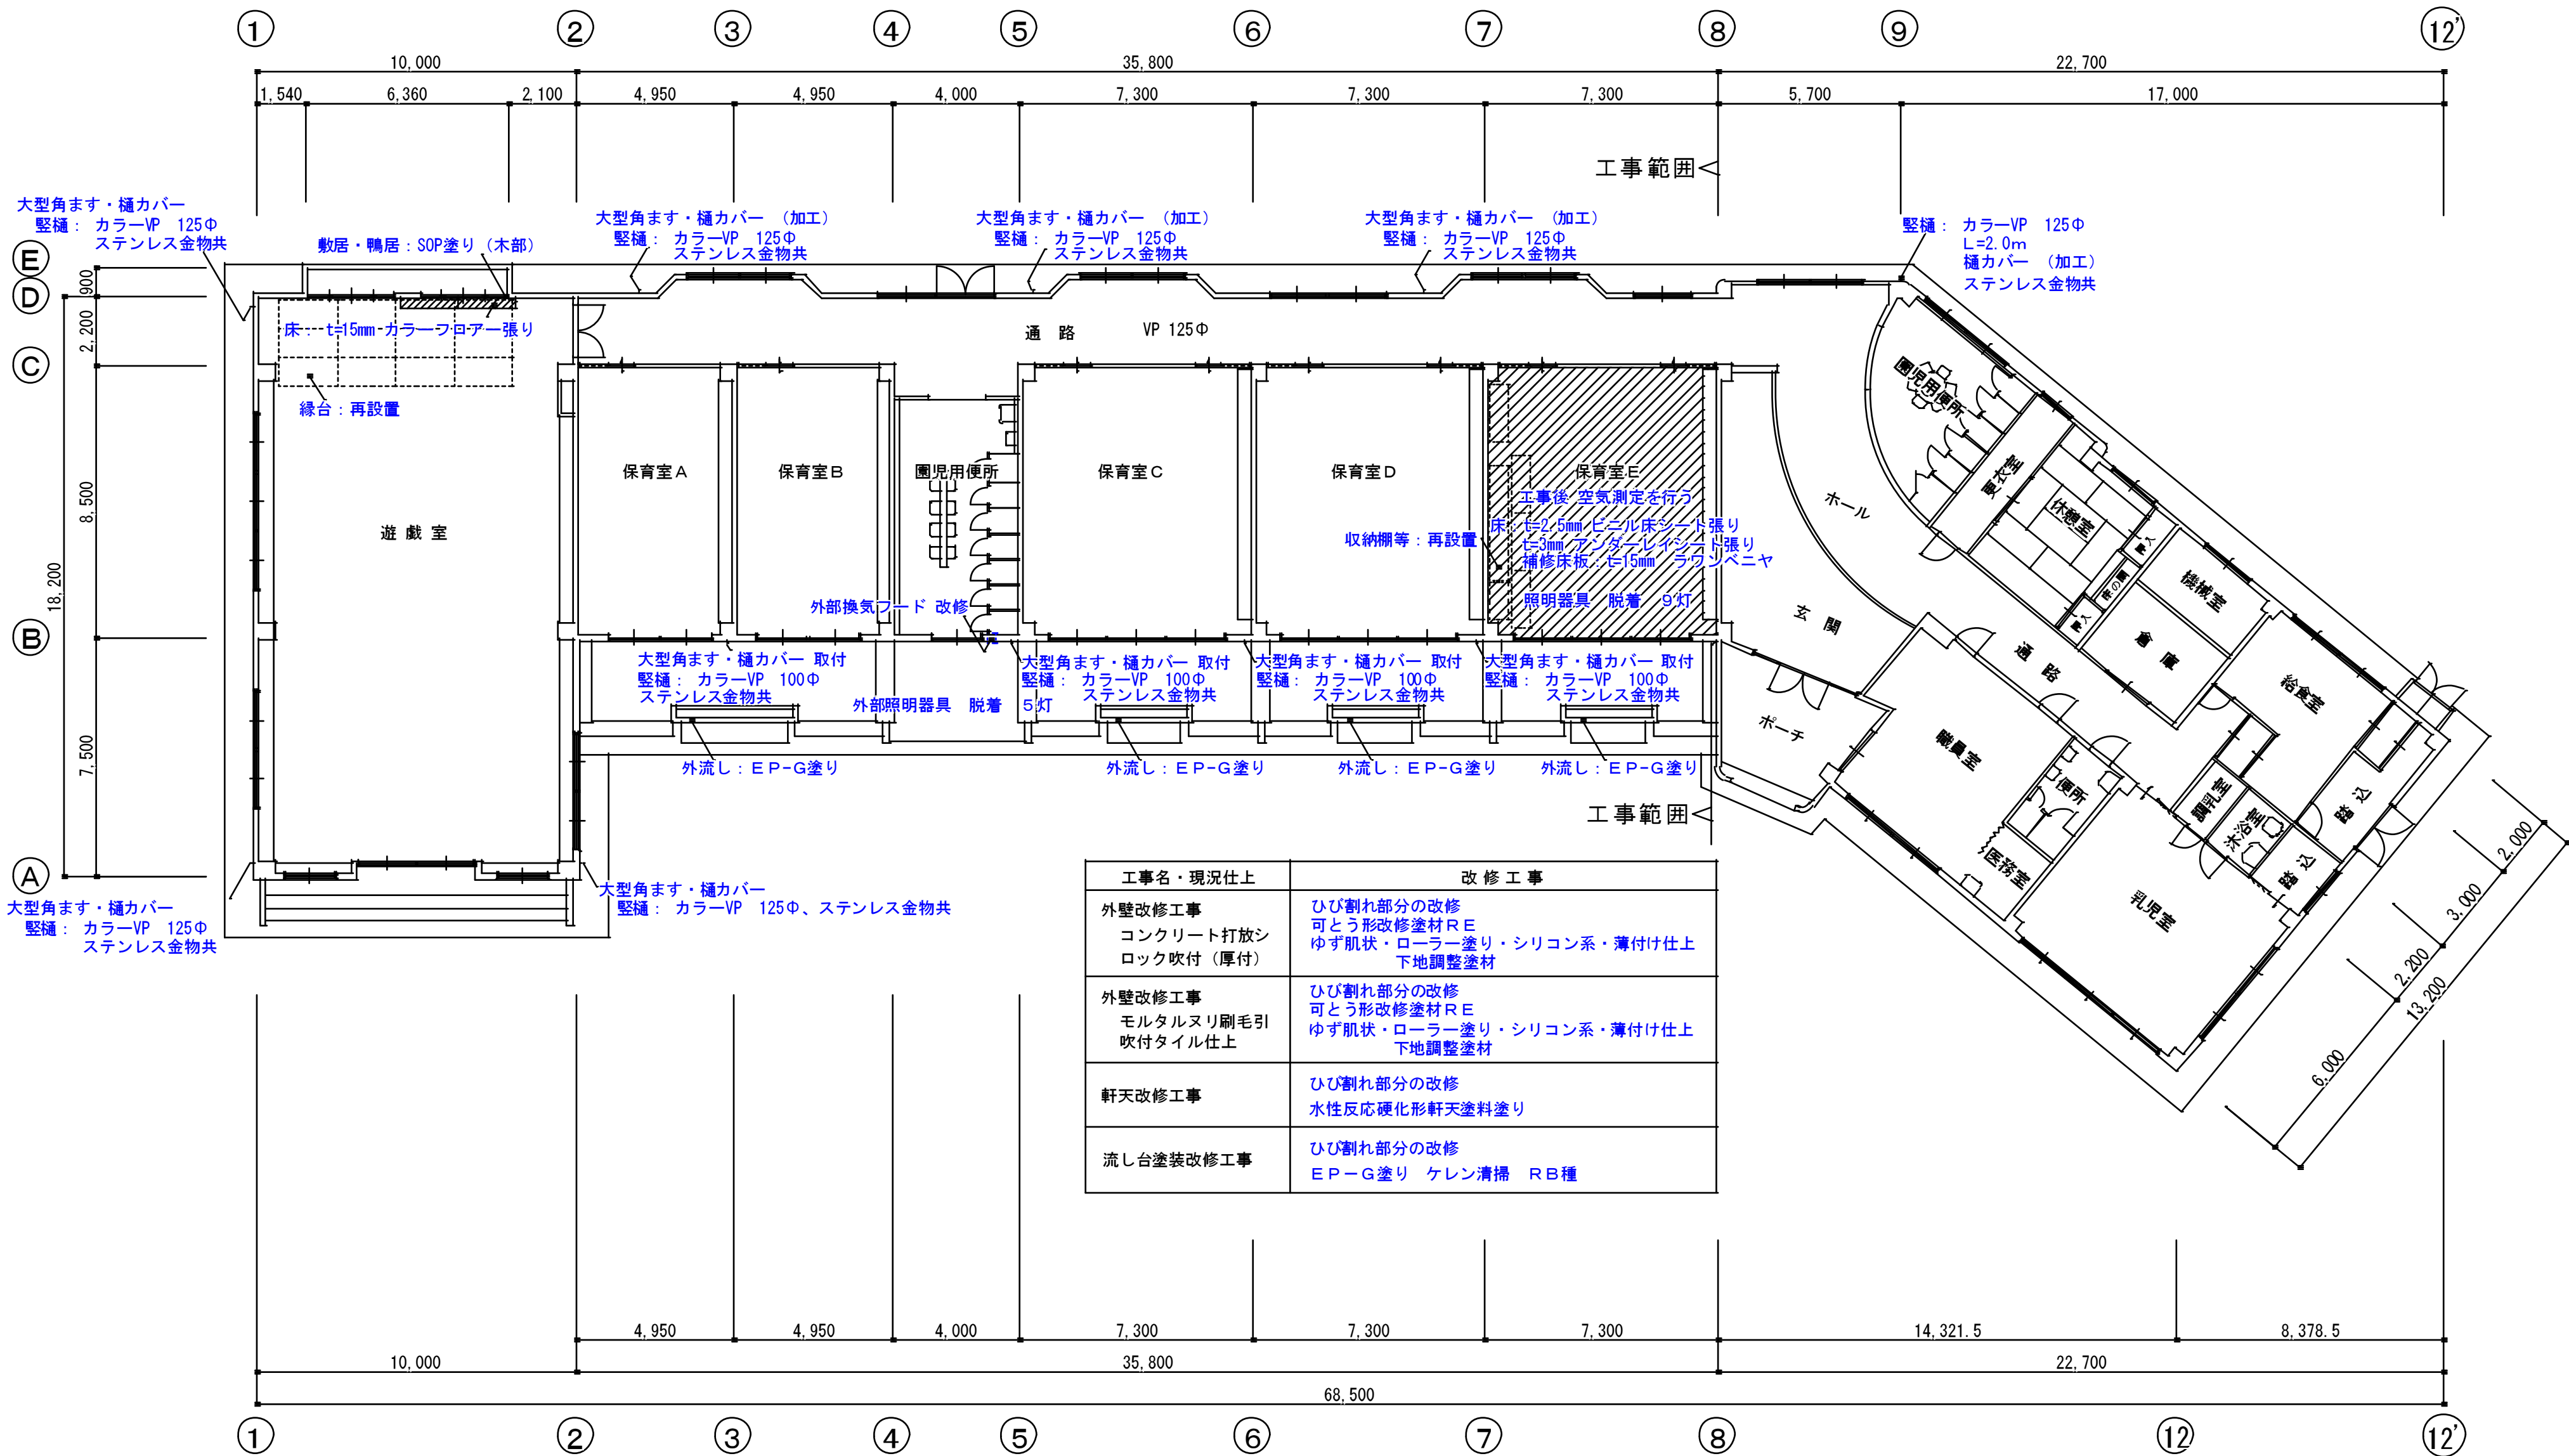 ① ② ③ ④ ⑤ ⑥ ⑦ ⑧ ⑨ ⑫'
10,000 35,800 22,700
1,540 6,360 2,100 4,950 4,950 4,000 7,300 7,300 7,300 5,700 17,000
工事範囲
大型角ます・樋カバー
竪樋： カラーVP 125Φ
ステンレス金物共
敷居・鴨居：SOP塗り（木部）
大型角ます・樋カバー （加工）
竪樋： カラーVP 125Φ
ステンレス金物共
大型角ます・樋カバー （加工）
竪樋： カラーVP 125Φ
ステンレス金物共
大型角ます・樋カバー （加工）
竪樋： カラーVP 125Φ
ステンレス金物共
竪樋： カラーVP 125Φ
L=2.0m
樋カバー （加工）
ステンレス金物共
Ⓔ
Ⓓ
Ⓒ
Ⓑ
Ⓐ
900
2,200
8,500
7,500
18,200
床： t=15mm カラーフロアー張り
縁台：再設置
通 路
VP 125Φ
遊 戯 室
保育室A
保育室B
園児用便所
保育室C
保育室D
保育室E
工事後 空気測定を行う
床：t=2.5mm ビニル床シート張り
t=3mm アンダーレイシート張り
補修床板：t=15mm ラワンベニヤ
収納棚等：再設置
照明器具 脱着 9灯
外部換気フード 改修
園児用便所
更衣室
休憩室
押入
床の間
押入
機械室
倉 庫
ホール
玄 関
通 路
給食室
ポーチ
職員室
便所
医務室
調乳室
沐浴室
踏 込
踏 込
乳児室
大型角ます・樋カバー 取付
竪樋： カラーVP 100Φ
ステンレス金物共
外部照明器具 脱着 5灯
大型角ます・樋カバー 取付
竪樋： カラーVP 100Φ
ステンレス金物共
大型角ます・樋カバー 取付
竪樋： カラーVP 100Φ
ステンレス金物共
大型角ます・樋カバー 取付
竪樋： カラーVP 100Φ
ステンレス金物共
外流し：EP-G塗り
外流し：EP-G塗り
外流し：EP-G塗り
外流し：EP-G塗り
工事範囲
大型角ます・樋カバー
竪樋： カラーVP 125Φ、ステンレス金物共
大型角ます・樋カバー
竪樋： カラーVP 125Φ
ステンレス金物共
2,000
3,000
2,200
13,200
6,000
工事名・現況仕上 改 修 工 事
外壁改修工事
コンクリート打放シ
ロック吹付（厚付）
ひび割れ部分の改修
可とう形改修塗材RE
ゆず肌状・ローラー塗り・シリコン系・薄付け仕上
下地調整塗材
外壁改修工事
モルタルヌリ刷毛引
吹付タイル仕上
ひび割れ部分の改修
可とう形改修塗材RE
ゆず肌状・ローラー塗り・シリコン系・薄付け仕上
下地調整塗材
軒天改修工事
ひび割れ部分の改修
水性反応硬化形軒天塗料塗り
流し台塗装改修工事
ひび割れ部分の改修
EP－G塗り ケレン清掃 RB種
4,950 4,950 4,000 7,300 7,300 7,300 14,321.5 8,378.5
10,000 35,800 22,700
68,500
① ② ③ ④ ⑤ ⑥ ⑦ ⑧ ⑫ ⑫'